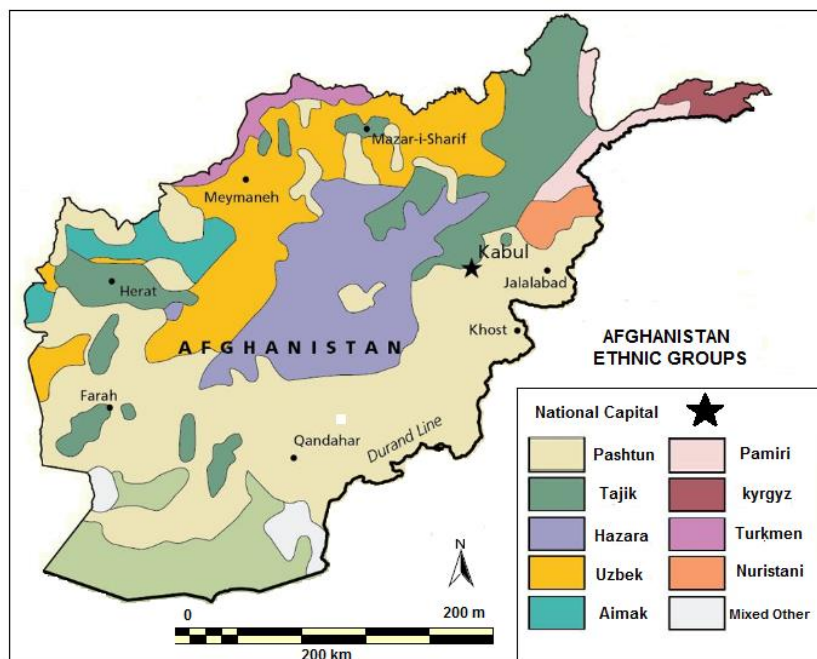 Mazar-i-Sharif
Meymaneh
Kabul
Herat
Jalalabad
Khost
AFGHANISTAN
AFGHANISTAN
ETHNIC GROUPS
Farah
Qandahar
Durand Line
N
0
200 m
200 km
National Capital
Pashtun
Pamiri
Tajik
kyrgyz
Hazara
Turkmen
Uzbek
Nuristani
Aimak
Mixed Other